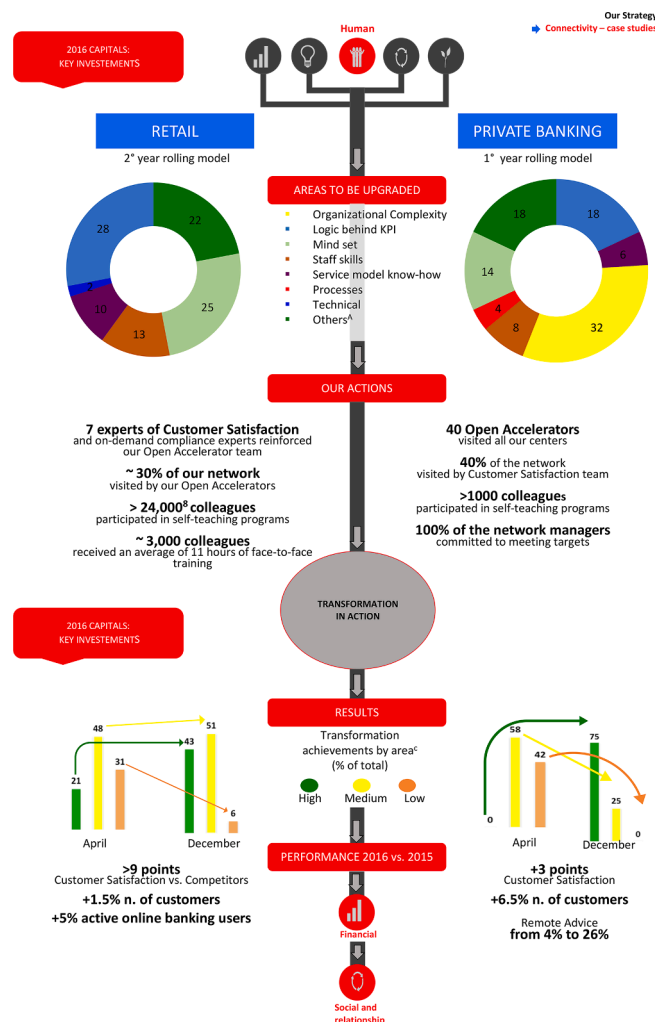 Our Strategy
Connectivity – case studies
Human
2016 CAPITALS:
KEY INVESTEMENTS
RETAIL
2° year rolling model
PRIVATE BANKING
1° year rolling model
AREAS TO BE UPGRADED
Organizational Complexity
Logic behind KPI
Mind set
Staff skills
Service model know-how
Processes
Technical
Others^
28
22
2
10
13
25
18
18
6
14
4
8
32
OUR ACTIONS
7 experts of Customer Satisfaction
and on-demand compliance experts reinforced
our Open Accelerator team
~ 30% of our network
visited by our Open Accelerators
> 24,000⁸ colleagues
participated in self-teaching programs
~ 3,000 colleagues
received an average of 11 hours of face-to-face
training
40 Open Accelerators
visited all our centers
40% of the network
visited by Customer Satisfaction team
>1000 colleagues
participated in self-teaching programs
100% of the network managers
committed to meeting targets
TRANSFORMATION
IN ACTION
2016 CAPITALS:
KEY INVESTEMENTS
RESULTS
Transformation
achievements by areaᶜ
(% of total)
High Medium Low
21
48
31
43
51
6
April December
0
58
42
75
25
0
April December
PERFORMANCE 2016 vs. 2015
>9 points
Customer Satisfaction vs. Competitors
+1.5% n. of customers
+5% active online banking users
+3 points
Customer Satisfaction
+6.5% n. of customers
Remote Advice
from 4% to 26%
Financial
Social and
relationship